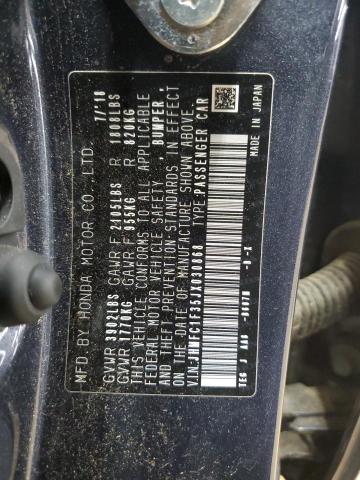 MFD. BY HONDA MOTOR CO., LTD. 7/'18
GVWR 3902LBS GAWR F 2105LBS R 1808LBS
GVWR 1770KG GAWR F 955KG R 820KG
THIS VEHICLE CONFORMS TO ALL APPLICABLE
FEDERAL MOTOR VEHICLE SAFETY, BUMPER,
AND THEFT PREVENTION STANDARDS IN EFFECT
ON THE DATE OF MANUFACTURE SHOWN ABOVE.
V.I.N.:JHMFC1F35JX030068 TYPE:PASSENGER CAR
TEG J
MADE IN JAPAN